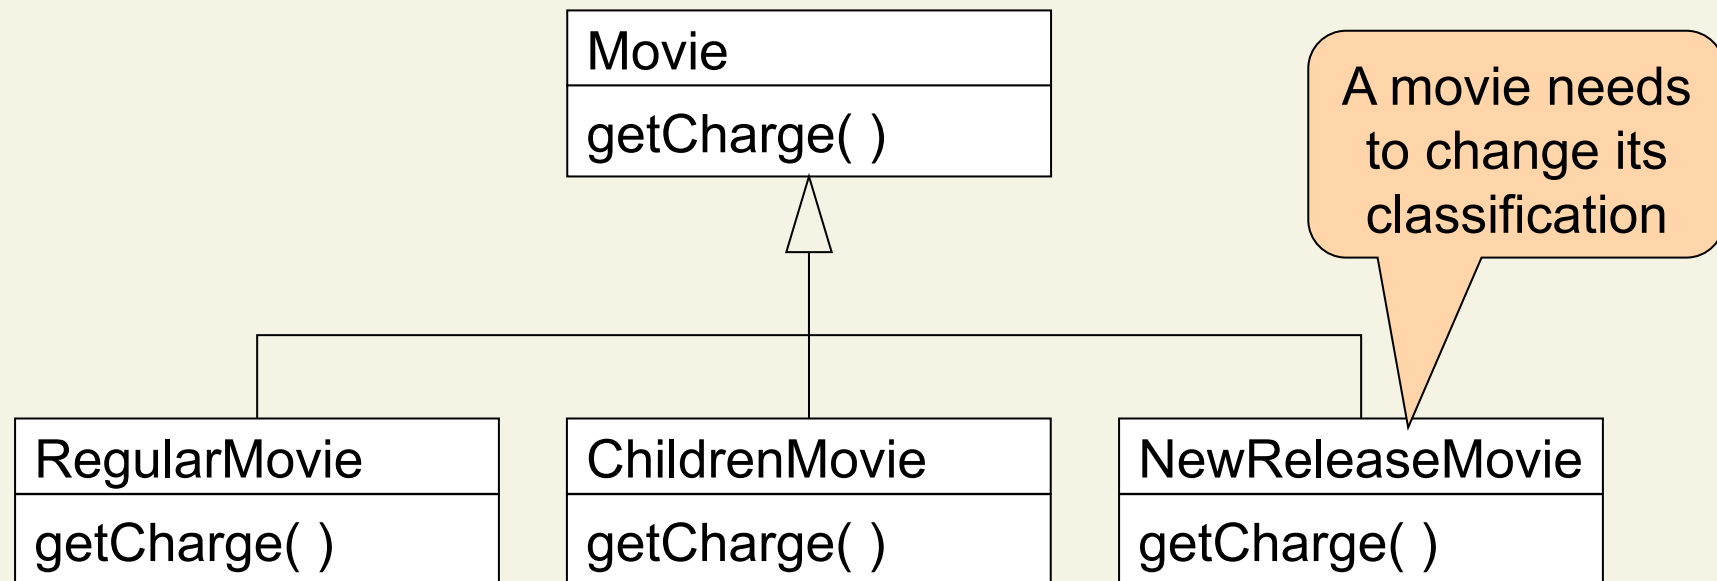 Movie
getCharge( )
A movie needs
to change its
classification
RegularMovie
getCharge( )
ChildrenMovie
getCharge( )
NewReleaseMovie
getCharge( )